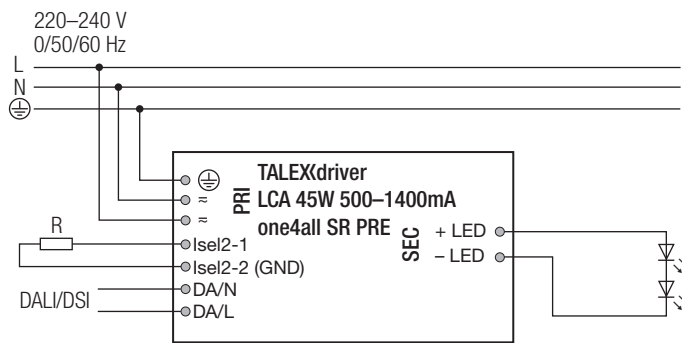 220–240 V
0/50/60 Hz
L
N
TALEXXdriver
LCA 45W 500–1400mA
one4all SR PRE
PRI
SEC
≂
≂
R
Isel2-1
Isel2-2 (GND)
DALI/DSI
DA/N
DA/L
+ LED
– LED